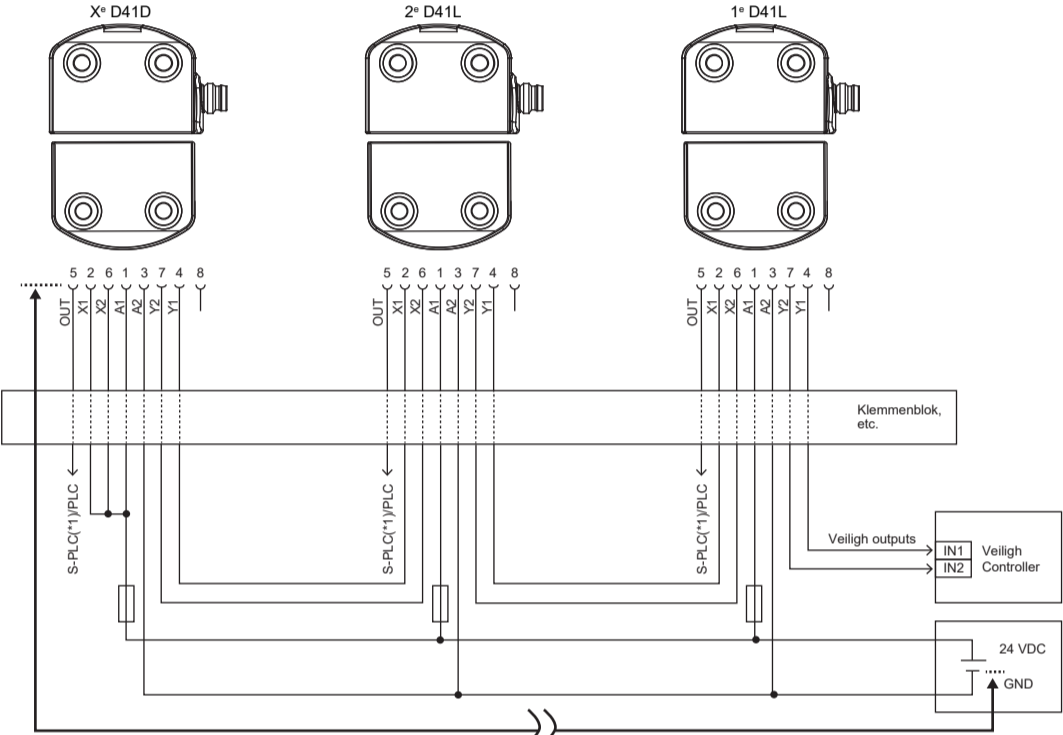 Xᵉ D41D
2ᵉ D41L
1ᵉ D41L
5 2 6 1 3 7 4 8
5 2 6 1 3 7 4 8
5 2 6 1 3 7 4 8
OUT X1 X2 A1 A2 Y2 Y1
OUT X1 X2 A1 A2 Y2 Y1
OUT X1 X2 A1 A2 Y2 Y1
Klemmenblok,
etc.
S-PLC(*1)/PLC
S-PLC(*1)/PLC
S-PLC(*1)/PLC
Veiligh outputs
IN1
IN2
Veiligh
Controller
24 VDC
GND